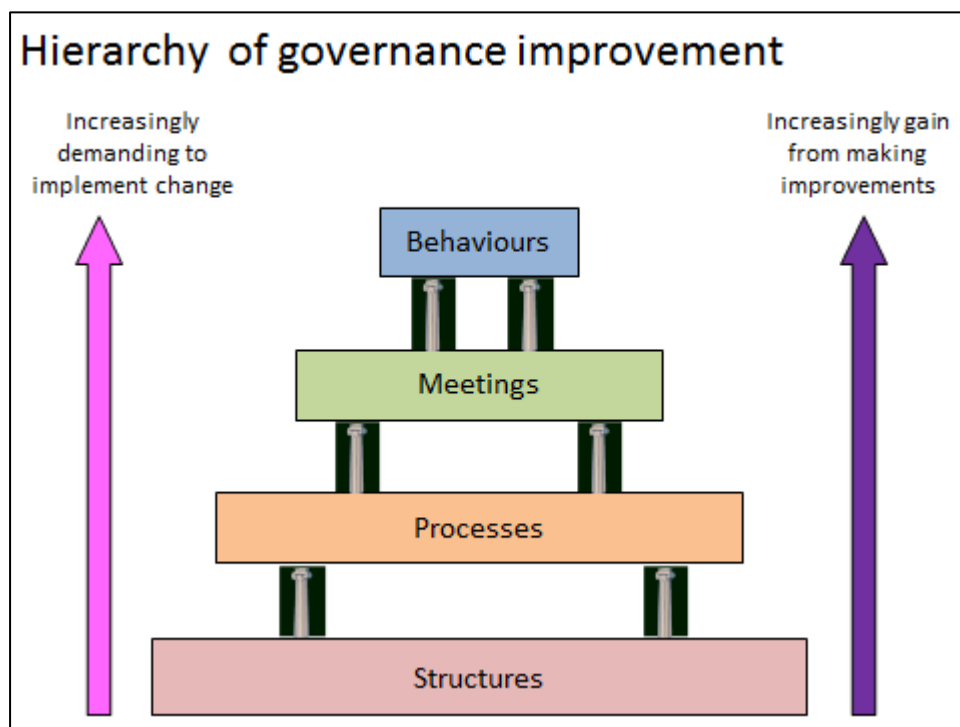 Hierarchy of governance improvement
Increasingly
demanding to
implement change
Increasingly gain
from making
improvements
Behaviours
Meetings
Processes
Structures